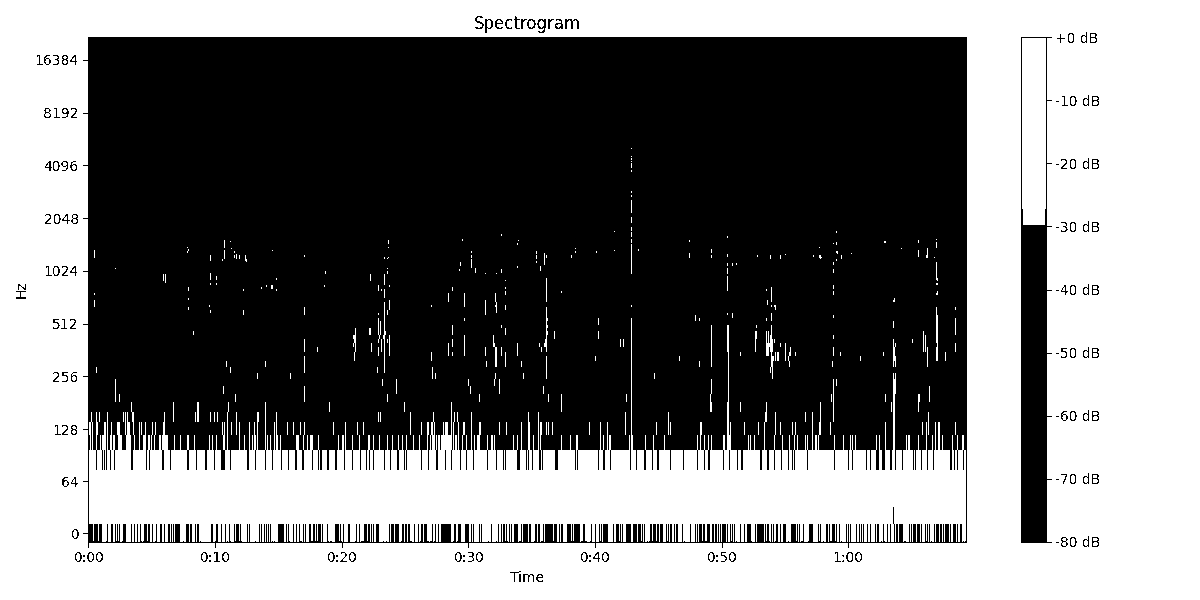 Spectrogram
16384
8192
4096
2048
1024
512
256
128
64
0
Hz
0:00 0:10 0:20 0:30 0:40 0:50 1:00
Time
+0 dB
-10 dB
-20 dB
-30 dB
-40 dB
-50 dB
-60 dB
-70 dB
-80 dB